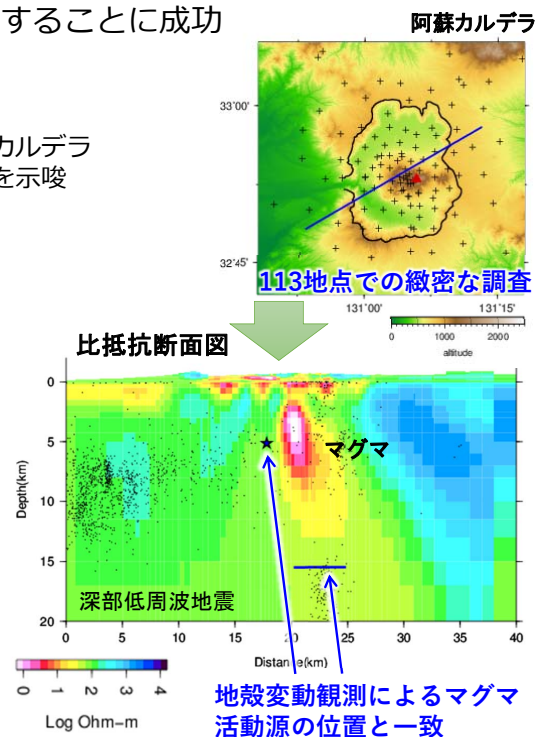 することに成功
阿蘇カルデラ
カルデラ
を示唆
33˚00'
32˚45'
113地点での緻密な調査
131˚00'
131˚15'
0
1000
2000
altitude
比抵抗断面図
0
5
10
15
20
Depth(km)
マグマ
深部低周波地震
0
5
10
15
20
25
30
35
40
Distance(km)
0
1
2
3
4
Log Ohm-m
地殻変動観測によるマグマ
活動源の位置と一致